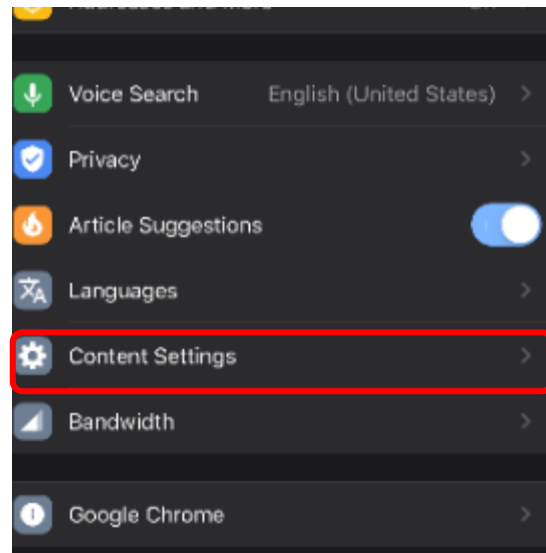 Voice Search English (United States)
Privacy
Article Suggestions
Languages
Content Settings
Bandwidth
Google Chrome